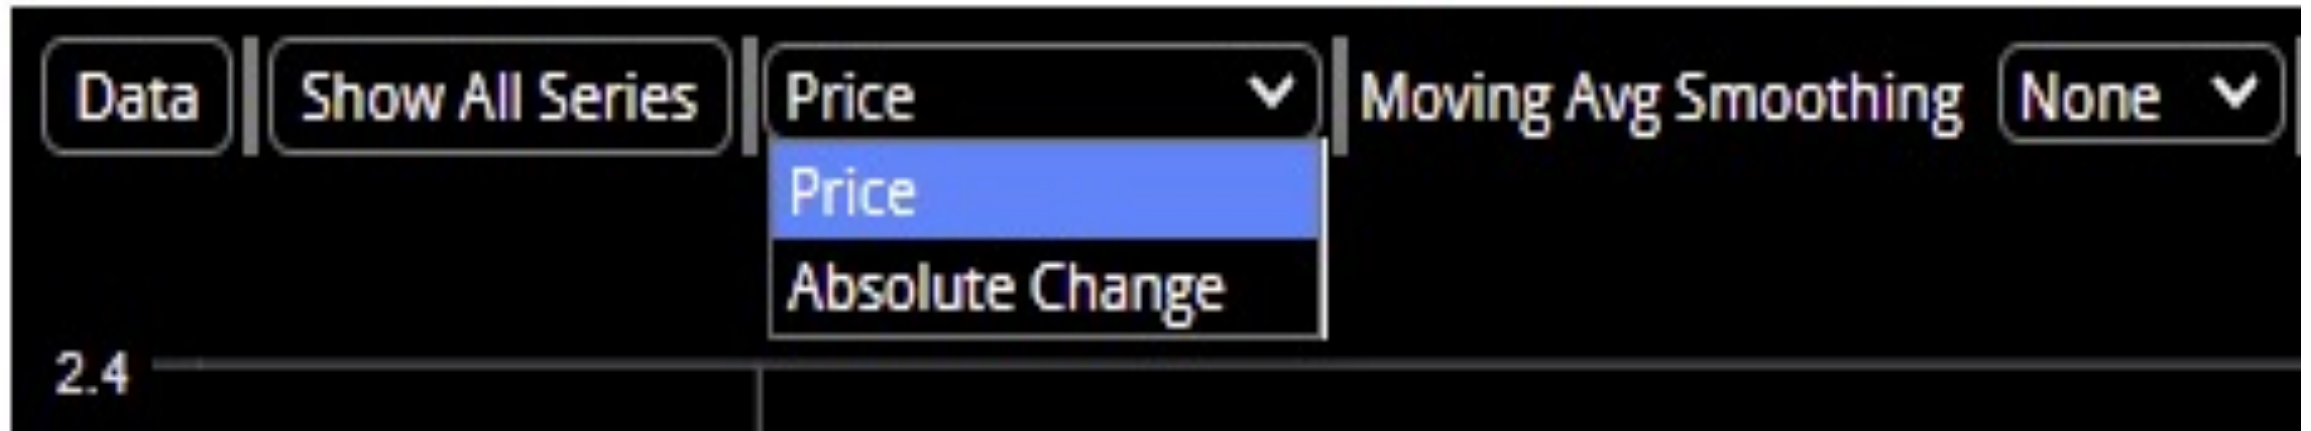 Data Show All Series Price Moving Avg Smoothing None
Price
Absolute Change
2.4